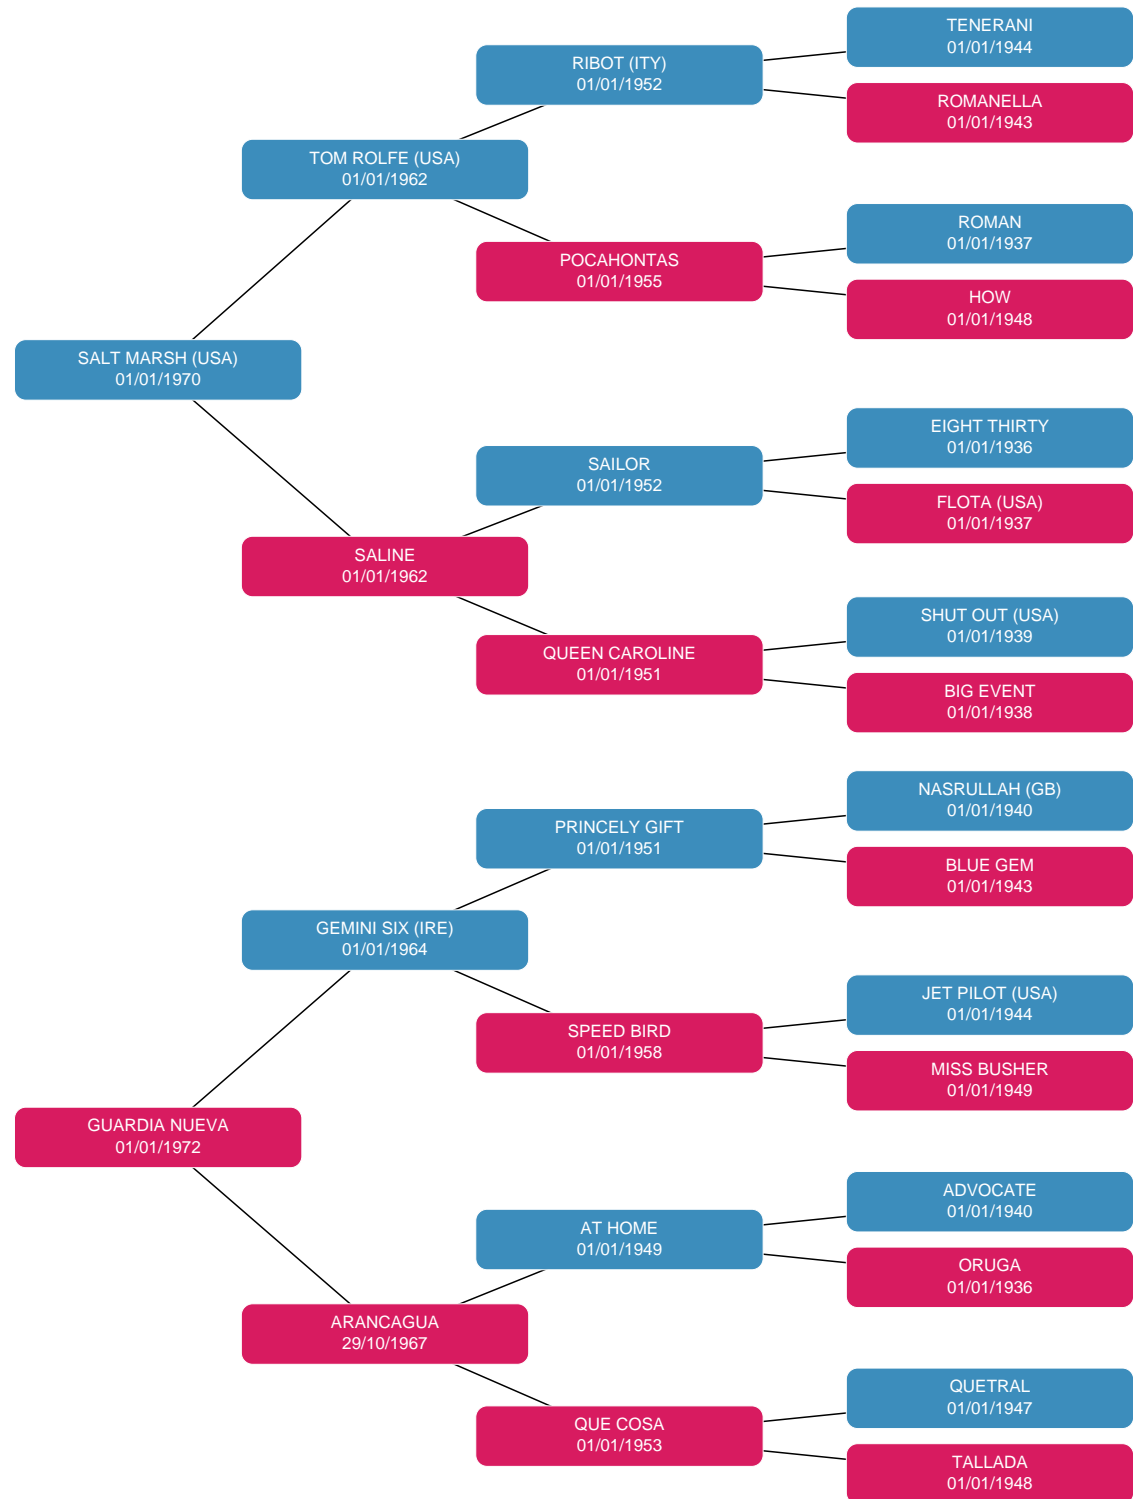 TENERANI
01/01/1944
RIBOT (ITY)
01/01/1952
ROMANELLA
01/01/1943
TOM ROLFE (USA)
01/01/1962
ROMAN
01/01/1937
POCAHONTAS
01/01/1955
HOW
01/01/1948
SALT MARSH (USA)
01/01/1970
EIGHT THIRTY
01/01/1936
SAILOR
01/01/1952
FLOTA (USA)
01/01/1937
SALINE
01/01/1962
SHUT OUT (USA)
01/01/1939
QUEEN CAROLINE
01/01/1951
BIG EVENT
01/01/1938
NASRULLAH (GB)
01/01/1940
PRINCELY GIFT
01/01/1951
BLUE GEM
01/01/1943
GEMINI SIX (IRE)
01/01/1964
JET PILOT (USA)
01/01/1944
SPEED BIRD
01/01/1958
MISS BUSHER
01/01/1949
GUARDIA NUEVA
01/01/1972
ADVOCATE
01/01/1940
AT HOME
01/01/1949
ORUGA
01/01/1936
ARANCAGUA
29/10/1967
QUETRAL
01/01/1947
QUE COSA
01/01/1953
TALLADA
01/01/1948